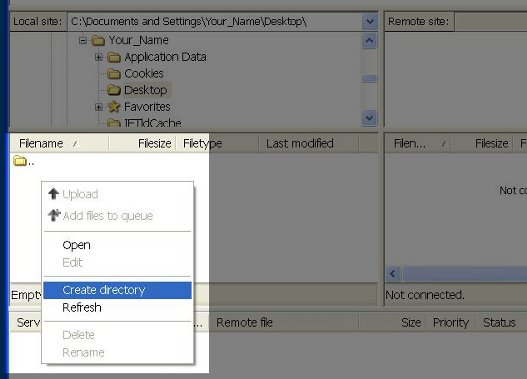 Local site: C:\Documents and Settings\Your_Name\Desktop\ Remote site:
Your_Name
Application Data
Cookies
Desktop
Favorites
IETldCache
Filename / Filesize Filetype Last modified Filen... / Filesize F
..
Upload
Not co
Add files to queue
Open
Edit
Create directory
Empty Not connected.
Refresh
Serv ... Remote file Size Priority Status
Delete
Rename